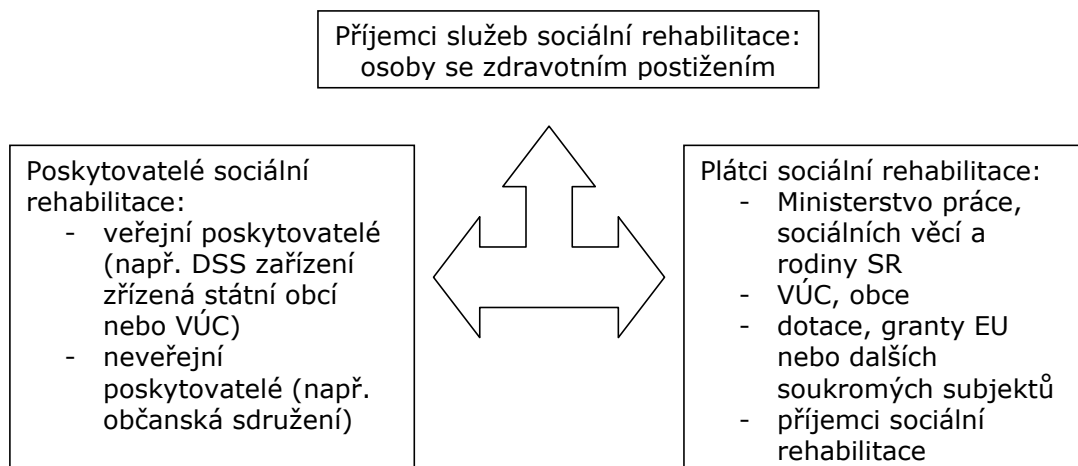 Příjemci služeb sociální rehabilitace:
osoby se zdravotním postižením
Poskytovatelé sociální
rehabilitace:
- veřejní poskytovatelé
(např. DSS zařízení
zřízená státní obcí
nebo VÚC)
- neveřejní
poskytovatelé (např.
občanská sdružení)
Plátci sociální rehabilitace:
- Ministerstvo práce,
sociálních věcí a
rodiny SR
- VÚC, obce
- dotace, granty EU
nebo dalších
soukromých subjektů
- příjemci sociální
rehabilitace